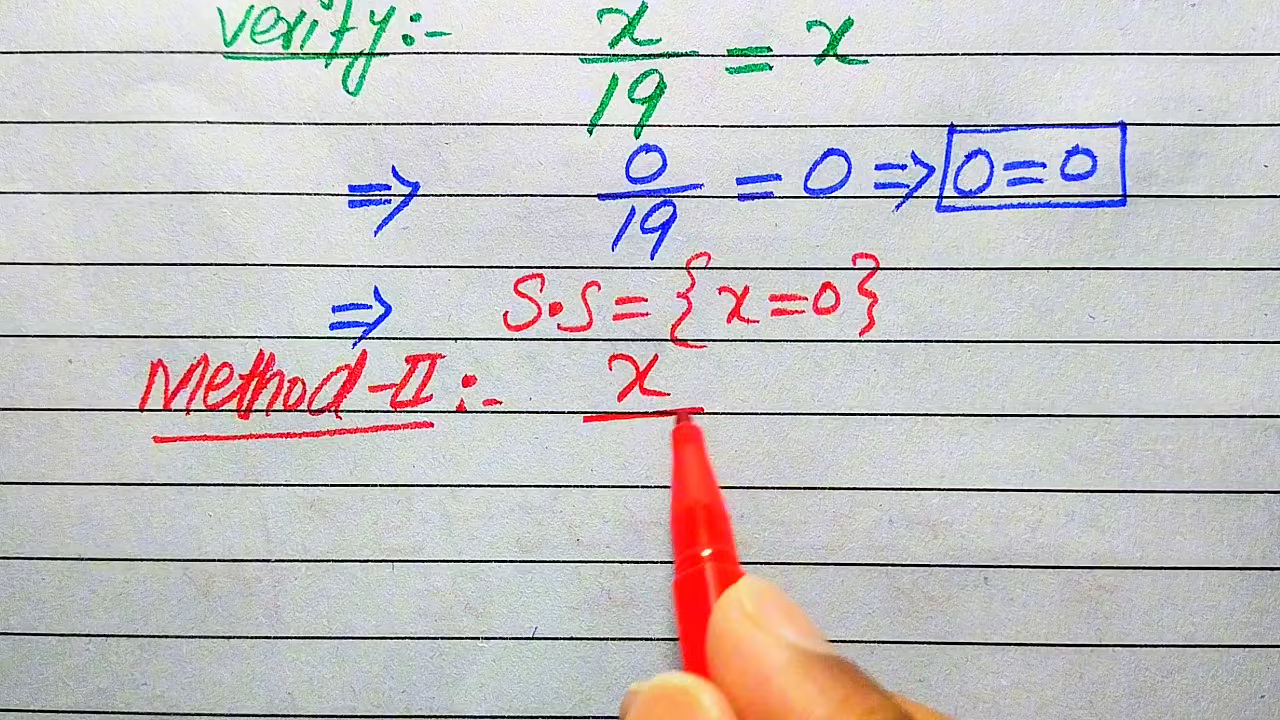 verify:- x/19 = x
=> 0/19 = 0 => 0=0
=> S.S = { x=0 }
Method-II:- x